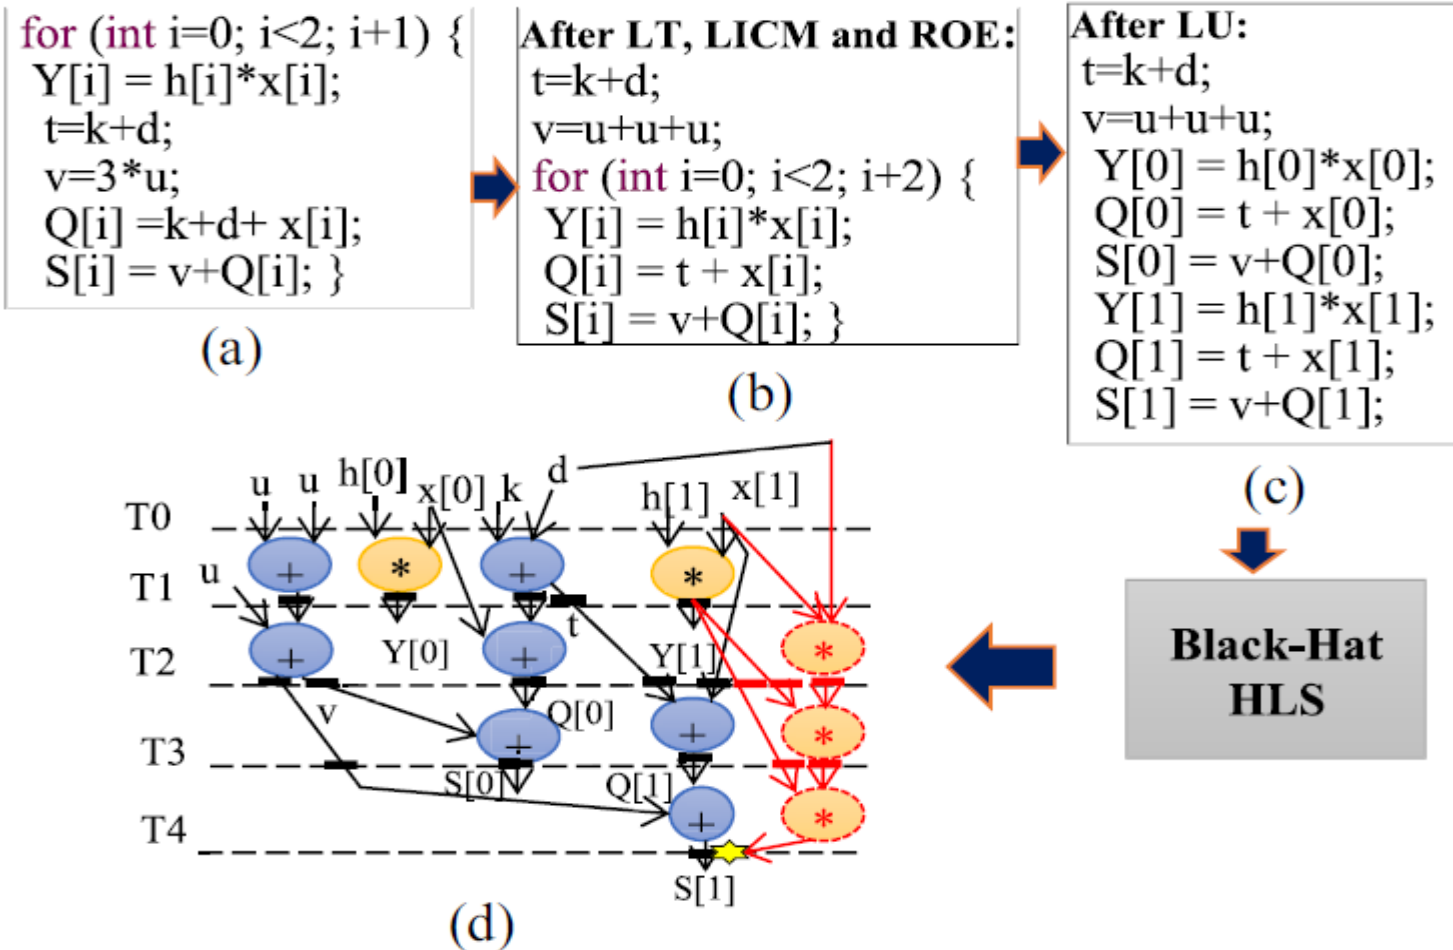 for (int i=0; i<2; i+1) {
Y[i] = h[i]*x[i];
t=k+d;
v=3*u;
Q[i] =k+d+ x[i];
S[i] = v+Q[i]; }
(a)
After LT, LICM and ROE:
t=k+d;
v=u+u+u;
for (int i=0; i<2; i+2) {
Y[i] = h[i]*x[i];
Q[i] = t + x[i];
S[i] = v+Q[i]; }
(b)
After LU:
t=k+d;
v=u+u+u;
Y[0] = h[0]*x[0];
Q[0] = t + x[0];
S[0] = v+Q[0];
Y[1] = h[1]*x[1];
Q[1] = t + x[1];
S[1] = v+Q[1];
(c)
Black-Hat
HLS
u u h[0] x[0] k d h[1] x[1]
T0
+ * + *
u
T1
t
+ + *
Y[0] Y[1]
T2
v Q[0]
+ + *
T3
S[0] Q[1]
+ *
T4
S[1]
(d)